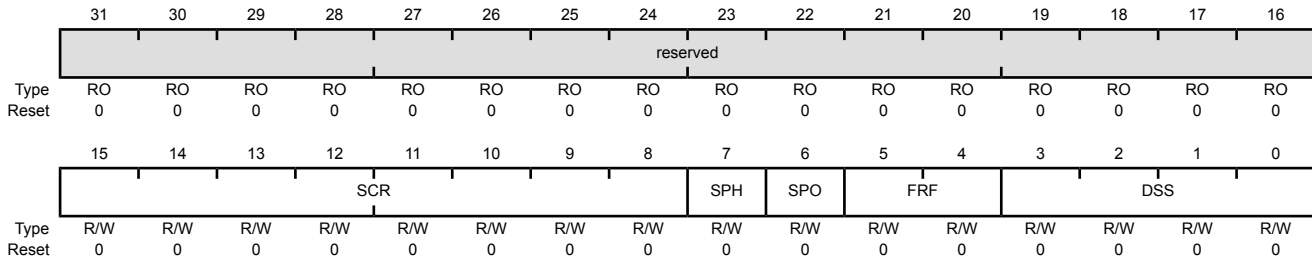 31 30 29 28 27 26 25 24 23 22 21 20 19 18 17 16
reserved
Type RO RO RO RO RO RO RO RO RO RO RO RO RO RO RO RO
Reset 0 0 0 0 0 0 0 0 0 0 0 0 0 0 0 0
15 14 13 12 11 10 9 8 7 6 5 4 3 2 1 0
SCR SPH SPO FRF DSS
Type R/W R/W R/W R/W R/W R/W R/W R/W R/W R/W R/W R/W R/W R/W R/W R/W
Reset 0 0 0 0 0 0 0 0 0 0 0 0 0 0 0 0